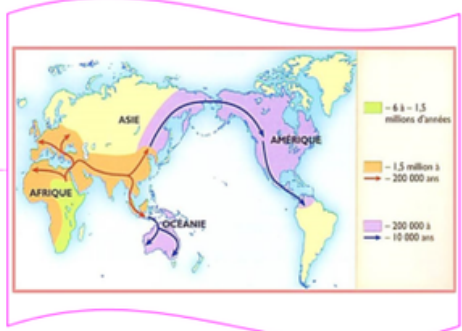 ASIE
AMÉRIQUE
AFRIQUE
OCÉANIE
– 6 à – 1,5
millions d'années
– 1,5 million à
– 200 000 ans
– 200 000 à
– 10 000 ans